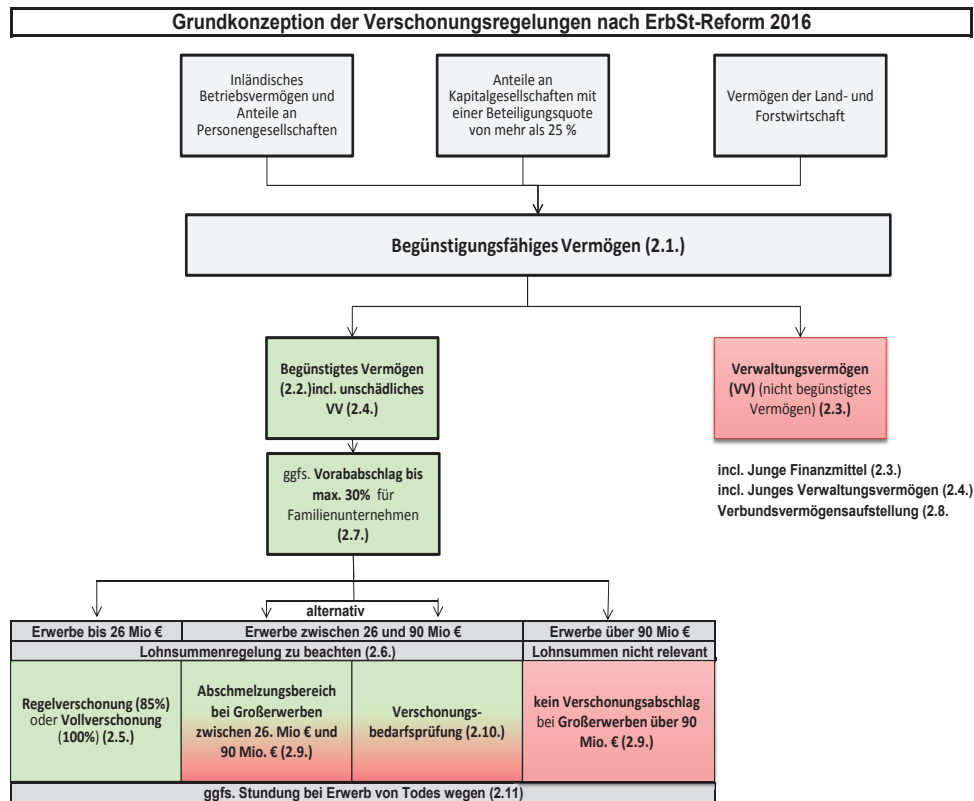 Grundkonzeption der Verschonungsregelungen nach ErbSt-Reform 2016
Inländisches
Betriebsvermögen und
Anteile an
Personengesellschaften
Anteile an
Kapitalgesellschaften mit
einer Beteiligungsquote
von mehr als 25 %
Vermögen der Land- und
Forstwirtschaft
Begünstigungsfähiges Vermögen (2.1.)
Begünstigtes Vermögen
(2.2.)incl. unschädliches
VV (2.4.)
Verwaltungsvermögen
(VV) (nicht begünstigtes
Vermögen) (2.3.)
ggfs. Vorababschlag bis
max. 30% für
Familienunternehmen
(2.7.)
incl. Junge Finanzmittel (2.3.)
incl. Junges Verwaltungsvermögen (2.4.)
Verbundsvermögensaufstellung (2.8.
alternativ
Erwerbe bis 26 Mio €
Erwerbe zwischen 26 und 90 Mio €
Erwerbe über 90 Mio €
Lohnsummenregelung zu beachten (2.6.)
Lohnsummen nicht relevant
Regelverschonung (85%)
oder Vollverschonung
(100%) (2.5.)
Abschmelzungsbereich
bei Großerwerben
zwischen 26. Mio € und
90 Mio. € (2.9.)
Verschonungs-
bedarfsprüfung (2.10.)
kein Verschonungsabschlag
bei Großerwerben über 90
Mio. € (2.9.)
ggfs. Stundung bei Erwerb von Todes wegen (2.11)